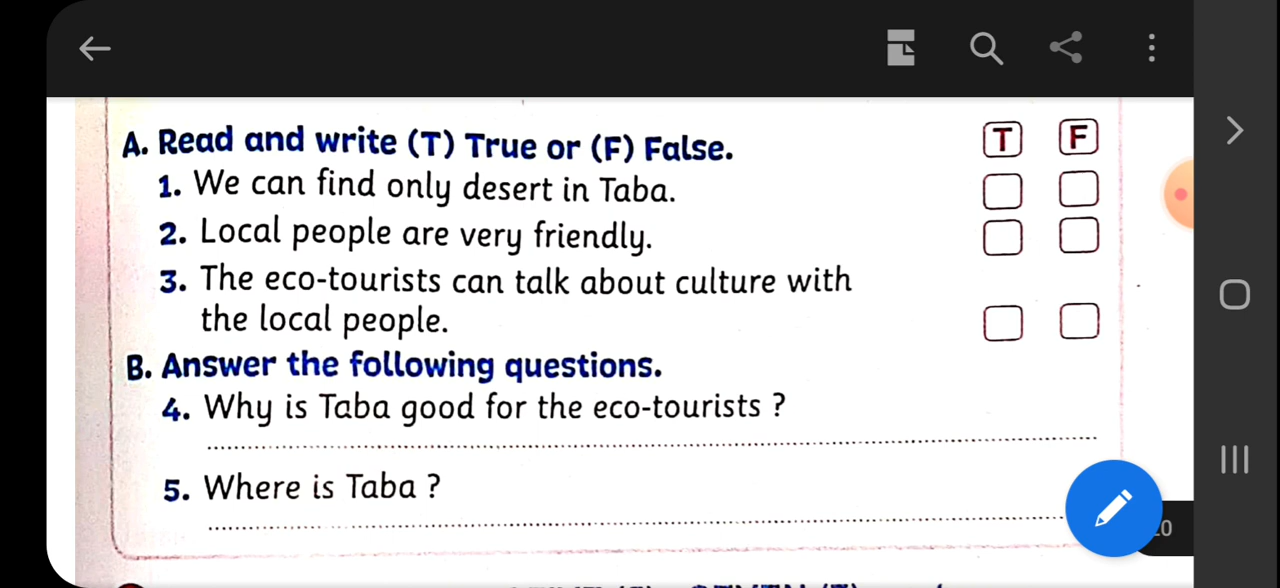 A. Read and write (T) True or (F) False. T F
1. We can find only desert in Taba.
2. Local people are very friendly.
3. The eco-tourists can talk about culture with
the local people.
B. Answer the following questions.
4. Why is Taba good for the eco-tourists ?
5. Where is Taba ?